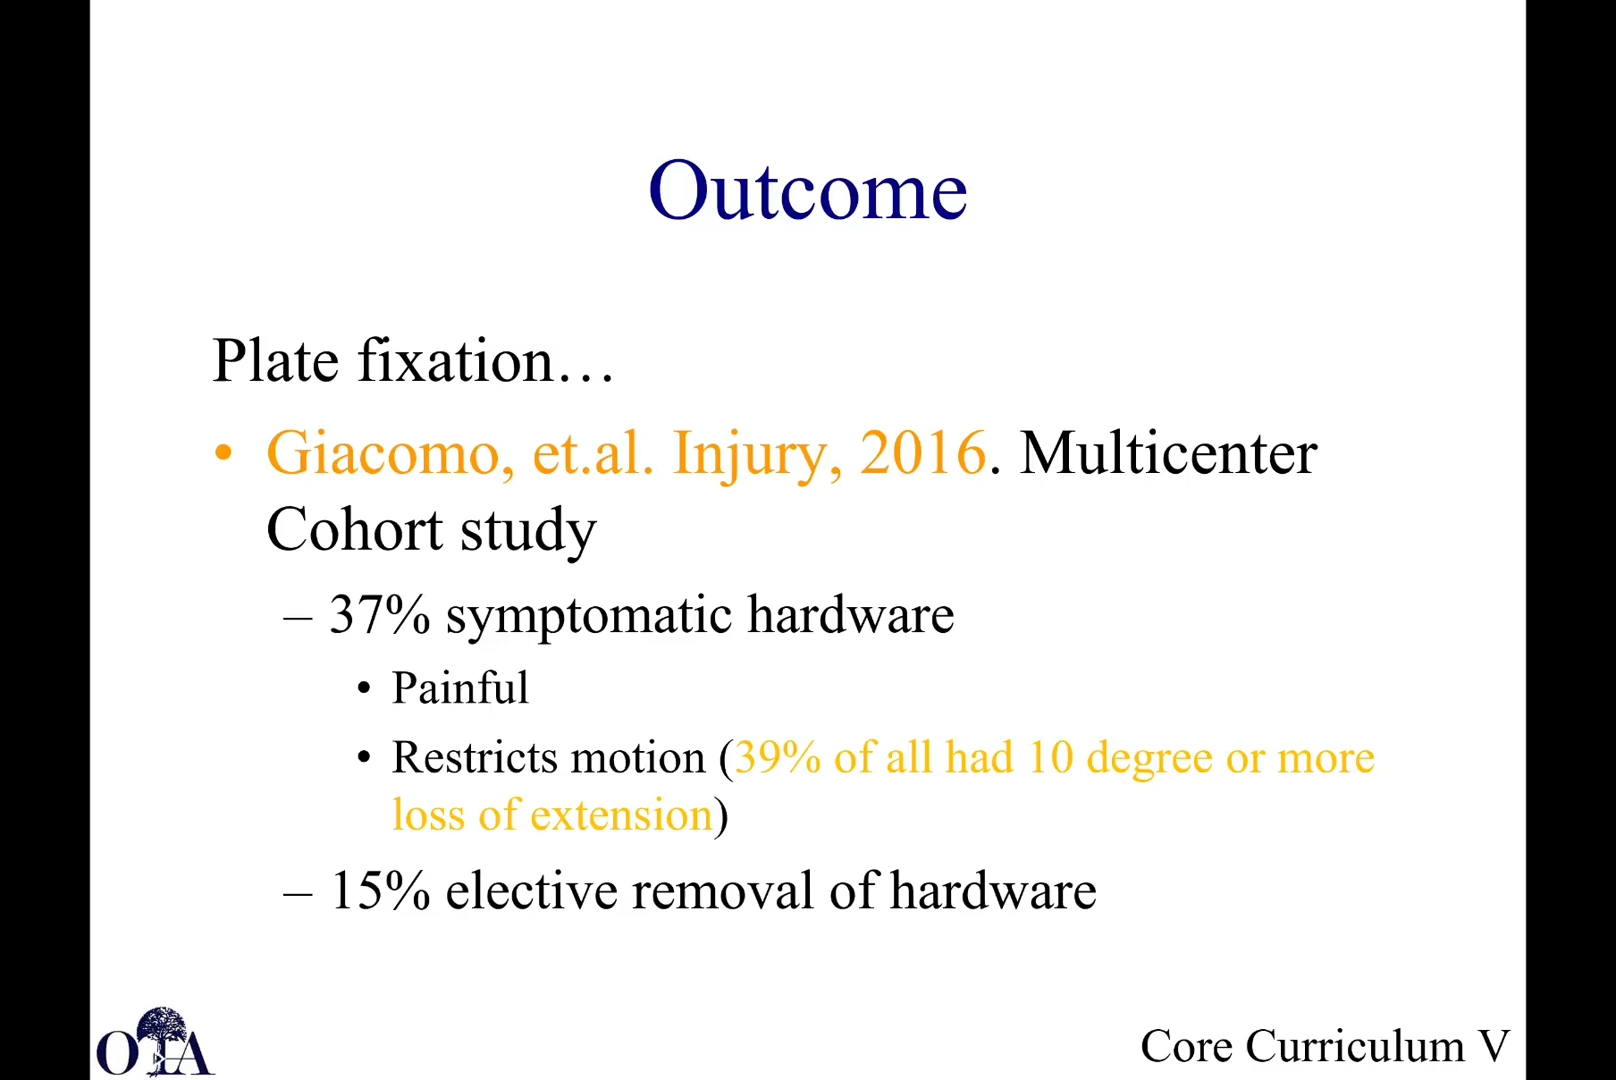 Outcome
Plate fixation…
• Giacomo, et.al. Injury, 2016. Multicenter
Cohort study
– 37% symptomatic hardware
• Painful
• Restricts motion (39% of all had 10 degree or more
loss of extension)
– 15% elective removal of hardware
OTA
Core Curriculum V